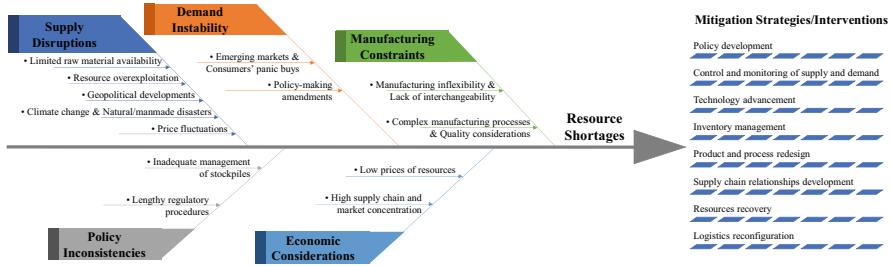 Supply
Disruptions
• Limited raw material availability
• Resource overexploitation
• Geopolitical developments
• Climate change & Natural/manmade disasters
• Price fluctuations
Demand
Instability
• Emerging markets &
Consumers' panic buys
• Policy-making
amendments
Manufacturing
Constraints
• Manufacturing inflexibility &
Lack of interchangeability
• Complex manufacturing processes
& Quality considerations
Resource
Shortages
• Inadequate management
of stockpiles
• Lengthy regulatory
procedures
Policy
Inconsistencies
• Low prices of resources
• High supply chain and
market concentration
Economic
Considerations
Mitigation Strategies/Interventions
Policy development
Control and monitoring of supply and demand
Technology advancement
Inventory management
Product and process redesign
Supply chain relationships development
Resources recovery
Logistics reconfiguration